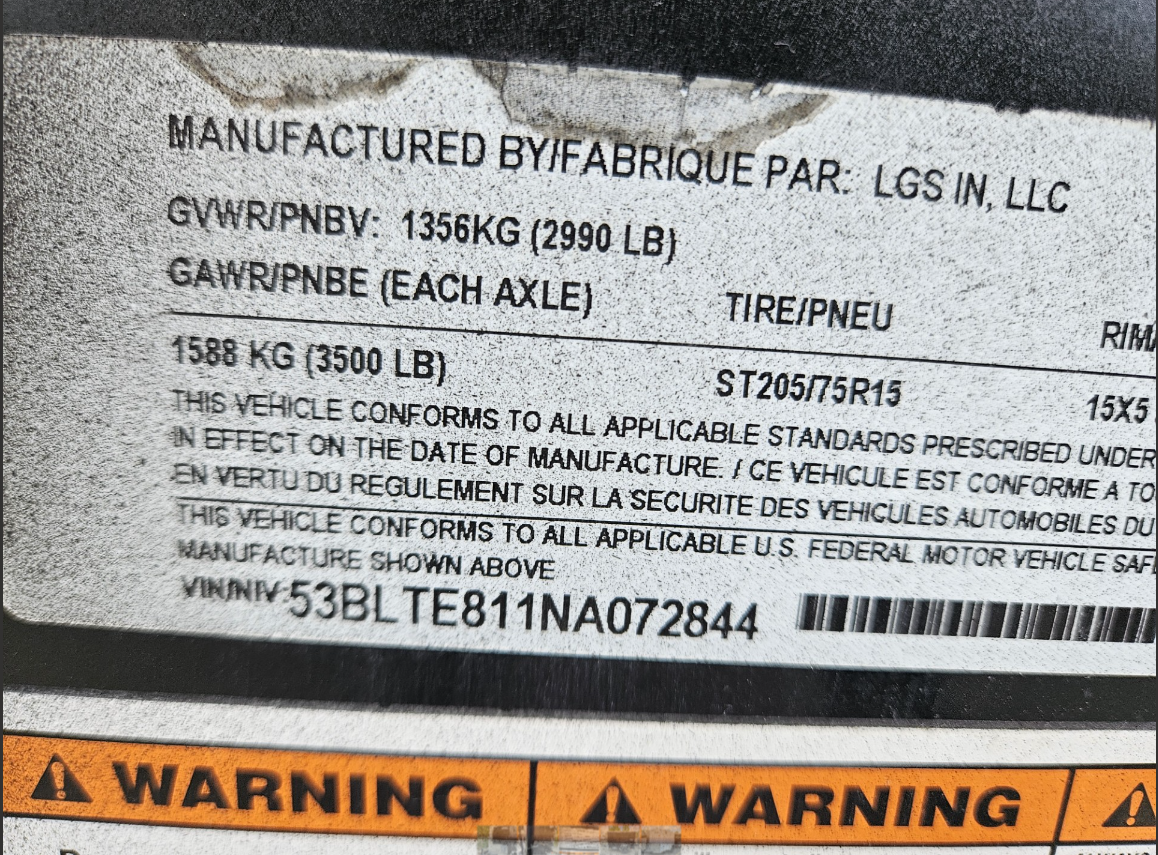 MANUFACTURED BY/FABRIQUE PAR: LGS IN, LLC
GVWR/PNBV: 1356KG (2990 LB)
GAWR/PNBE (EACH AXLE) TIRE/PNEU RIM/
1588 KG (3500 LB) ST205/75R15 15X5
THIS VEHICLE CONFORMS TO ALL APPLICABLE STANDARDS PRESCRIBED UNDER
IN EFFECT ON THE DATE OF MANUFACTURE. / CE VEHICULE EST CONFORME A TO
EN VERTU DU REGULEMENT SUR LA SECURITE DES VEHICULES AUTOMOBILES DU
THIS VEHICLE CONFORMS TO ALL APPLICABLE U.S. FEDERAL MOTOR VEHICLE SAF
MANUFACTURE SHOWN ABOVE
VIN/NIV:53BLTE811NA072844
WARNING WARNING